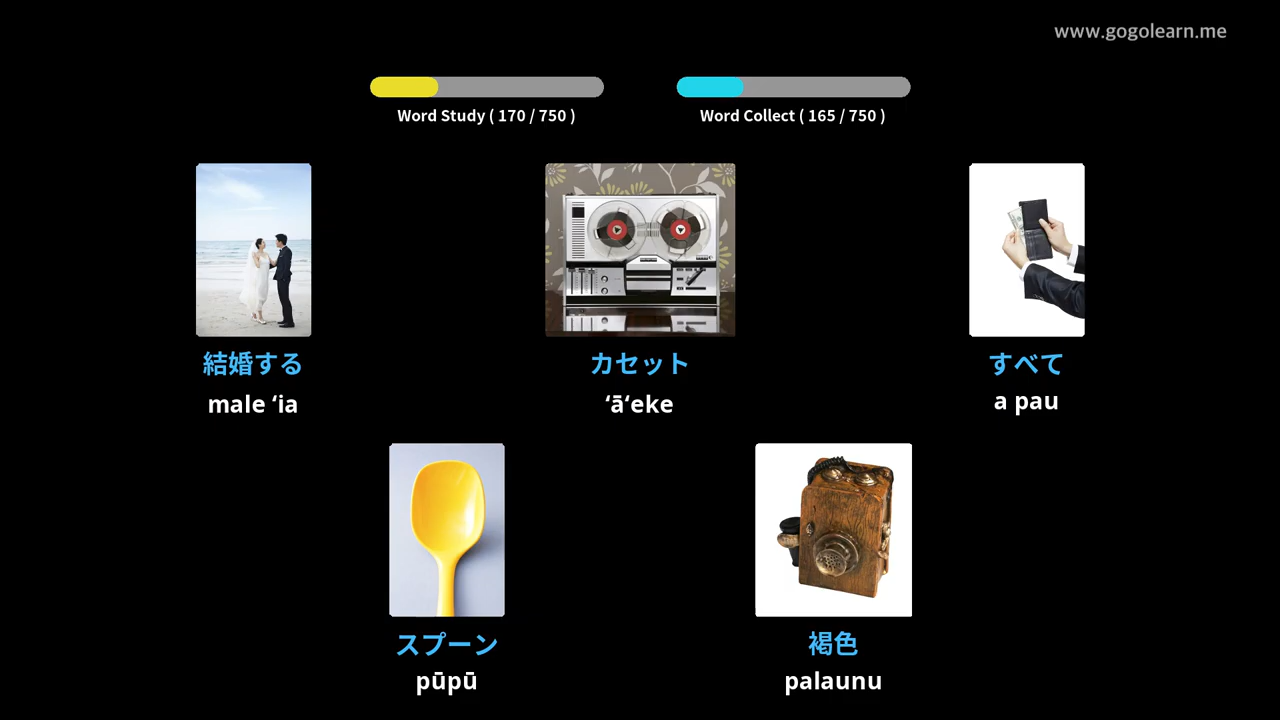 www.gogolearn.me
Word Study ( 170 / 750 )
Word Collect ( 165 / 750 )
結婚する
male ʻia
カセット
ʻāʻeke
すべて
a pau
スプーン
pūpū
褐色
palaunu